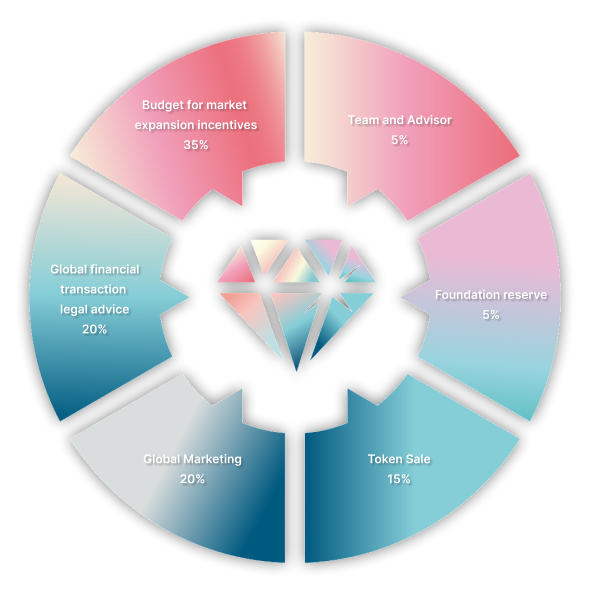 Budget for market
expansion incentives
35%
Team and Advisor
5%
Global financial
transaction
legal advice
20%
Foundation reserve
5%
Global Marketing
20%
Token Sale
15%